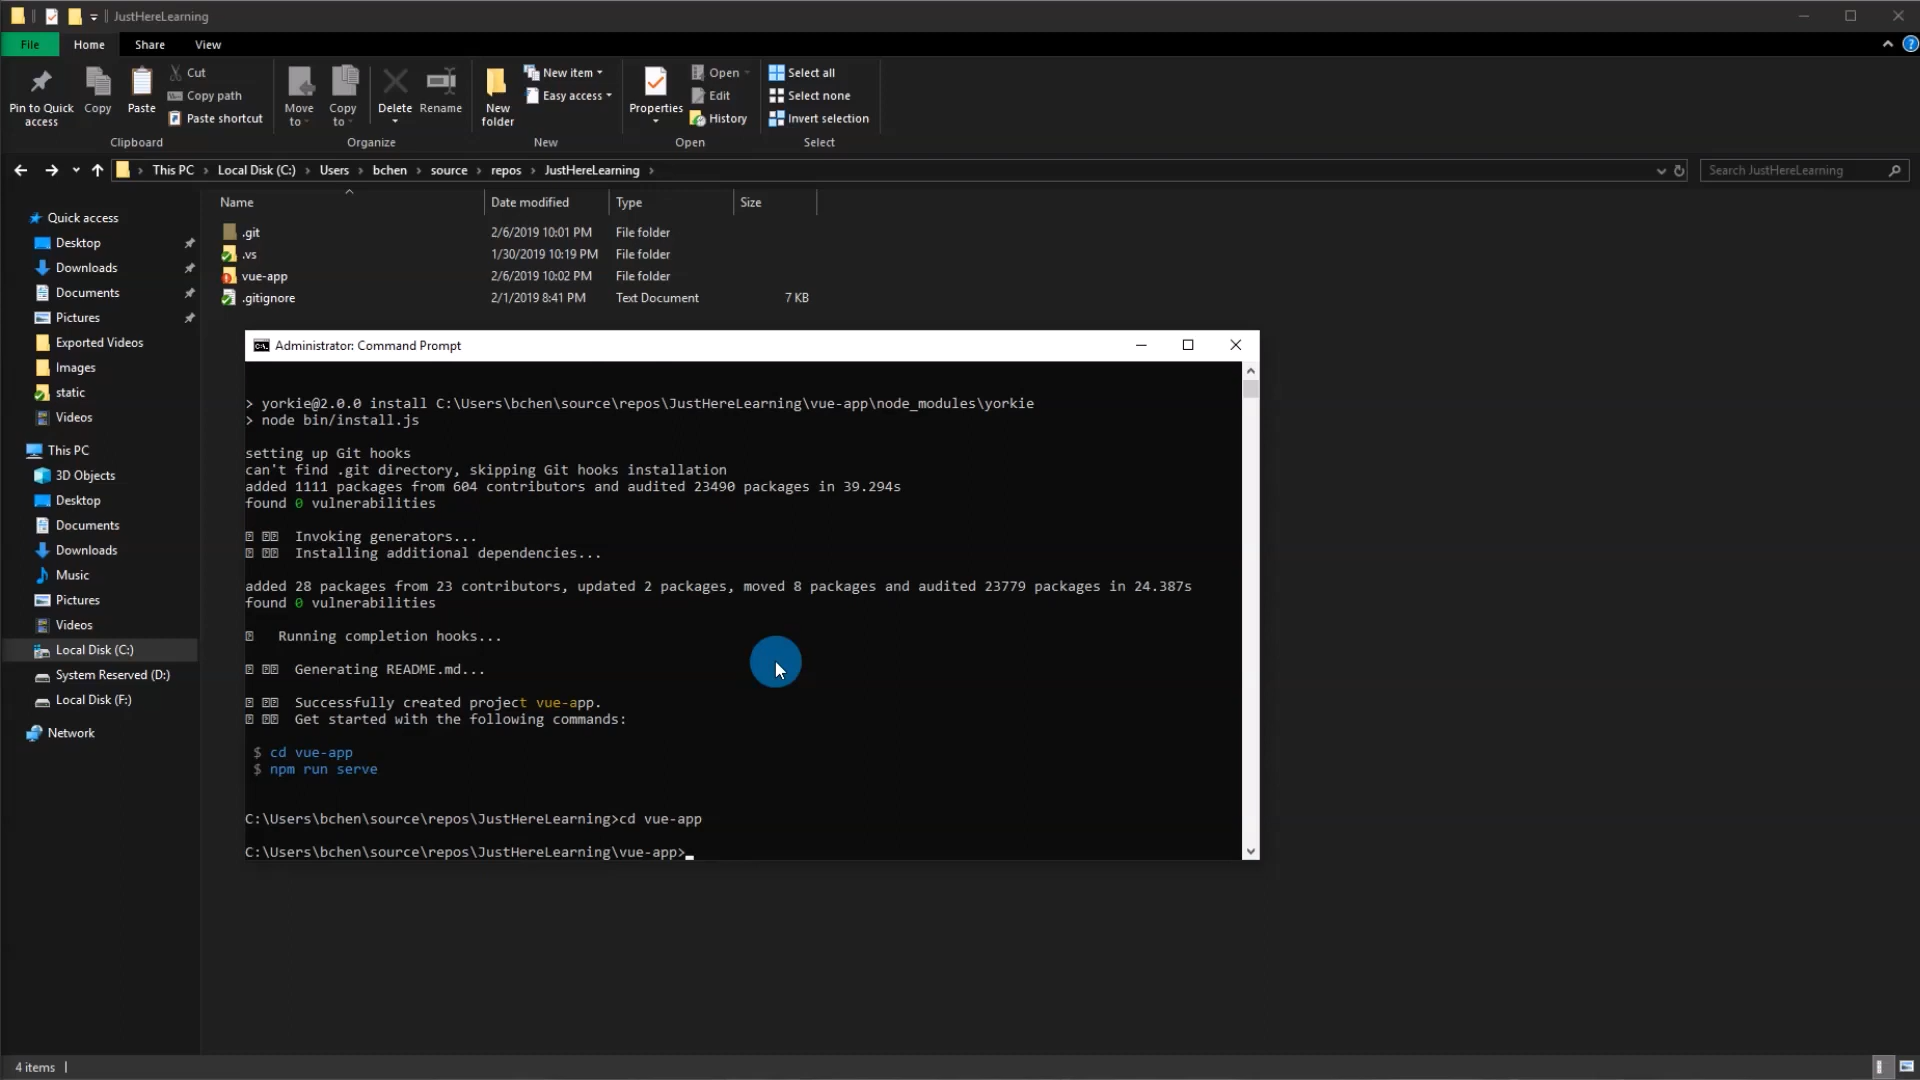 JustHereLearning
File Home Share View
Pin to Quick access
Copy
Paste
Cut
Copy path
Paste shortcut
Clipboard
Move to
Copy to
Delete
Rename
Organize
New folder
New item
Easy access
New
Properties
Open
Edit
History
Open
Select all
Select none
Invert selection
Select
This PC > Local Disk (C:) > Users > bchen > source > repos > JustHereLearning >
Search JustHereLearning
Name Date modified Type Size
.git 2/6/2019 10:01 PM File folder
.vs 1/30/2019 10:19 PM File folder
vue-app 2/6/2019 10:02 PM File folder
.gitignore 2/1/2019 8:41 PM Text Document 7 KB
Quick access
Desktop
Downloads
Documents
Pictures
Exported Videos
Images
static
Videos
This PC
3D Objects
Desktop
Documents
Downloads
Music
Pictures
Videos
Local Disk (C:)
System Reserved (D:)
Local Disk (F:)
Network
Administrator: Command Prompt
> yorkie@2.0.0 install C:\Users\bchen\source\repos\JustHereLearning\vue-app\node_modules\yorkie
> node bin/install.js
setting up Git hooks
can't find .git directory, skipping Git hooks installation
added 1111 packages from 604 contributors and audited 23490 packages in 39.294s
found 0 vulnerabilities
Invoking generators...
Installing additional dependencies...
added 28 packages from 23 contributors, updated 2 packages, moved 8 packages and audited 23779 packages in 24.387s
found 0 vulnerabilities
Running completion hooks...
Generating README.md...
Successfully created project vue-app.
Get started with the following commands:
$ cd vue-app
$ npm run serve
C:\Users\bchen\source\repos\JustHereLearning>cd vue-app
C:\Users\bchen\source\repos\JustHereLearning\vue-app>_
4 items